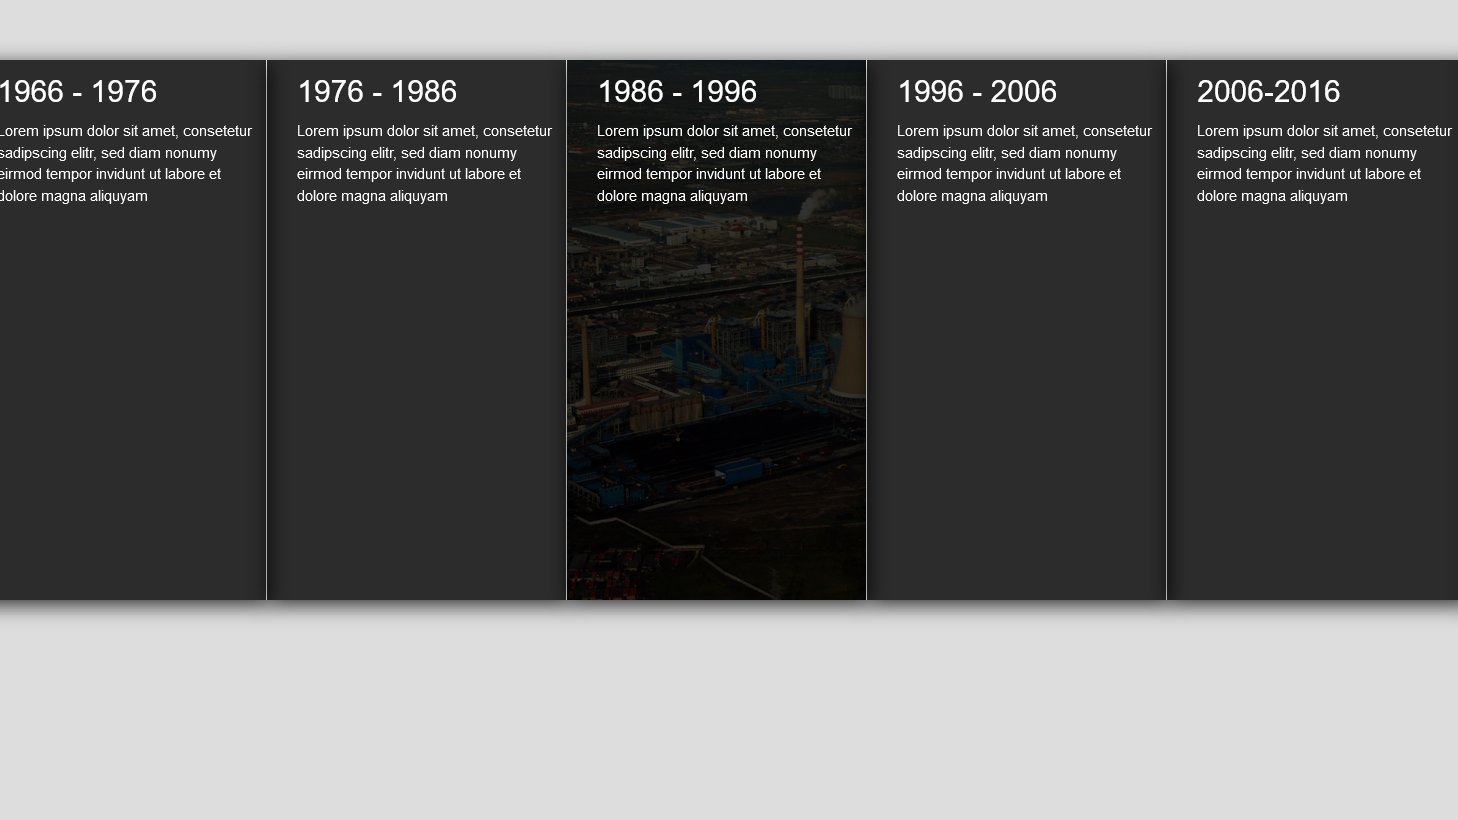 1966 - 1976
Lorem ipsum dolor sit amet, consetetur
sadipscing elitr, sed diam nonumy
eirmod tempor invidunt ut labore et
dolore magna aliquyam
1976 - 1986
Lorem ipsum dolor sit amet, consetetur
sadipscing elitr, sed diam nonumy
eirmod tempor invidunt ut labore et
dolore magna aliquyam
1986 - 1996
Lorem ipsum dolor sit amet, consetetur
sadipscing elitr, sed diam nonumy
eirmod tempor invidunt ut labore et
dolore magna aliquyam
1996 - 2006
Lorem ipsum dolor sit amet, consetetur
sadipscing elitr, sed diam nonumy
eirmod tempor invidunt ut labore et
dolore magna aliquyam
2006-2016
Lorem ipsum dolor sit amet, consetetur
sadipscing elitr, sed diam nonumy
eirmod tempor invidunt ut labore et
dolore magna aliquyam